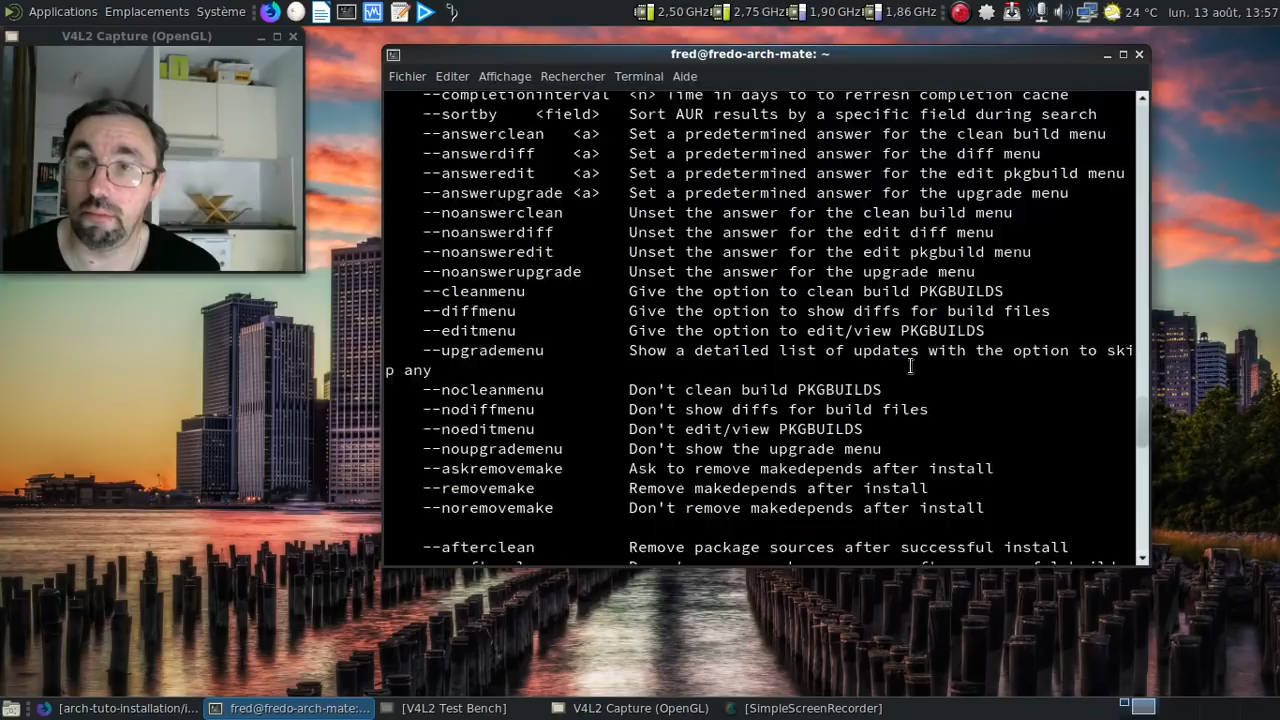 Applications Emplacements Système
2,50 GHz 2,75 GHz 1,90 GHz 1,86 GHz 24 °C lun. 13 août, 13:57
V4L2 Capture (OpenGL)
fred@fredo-arch-mate: ~
Fichier Editer Affichage Rechercher Terminal Aide
--completioninterval <n> Time in days to to refresh completion cache
--sortby <field> Sort AUR results by a specific field during search
--answerclean <a> Set a predetermined answer for the clean build menu
--answerdiff <a> Set a predetermined answer for the diff menu
--answeredit <a> Set a predetermined answer for the edit pkgbuild menu
--answerupgrade <a> Set a predetermined answer for the upgrade menu
--noanswerclean Unset the answer for the clean build menu
--noanswerdiff Unset the answer for the edit diff menu
--noansweredit Unset the answer for the edit pkgbuild menu
--noanswerupgrade Unset the answer for the upgrade menu
--cleanmenu Give the option to clean build PKGBUILDS
--diffmenu Give the option to show diffs for build files
--editmenu Give the option to edit/view PKGBUILDS
--upgrademenu Show a detailed list of updates with the option to ski
p any
--nocleanmenu Don't clean build PKGBUILDS
--nodiffmenu Don't show diffs for build files
--noeditmenu Don't edit/view PKGBUILDS
--noupgrademenu Don't show the upgrade menu
--askremovemake Ask to remove makedepends after install
--removemake Remove makedepends after install
--noremovemake Don't remove makedepends after install
--afterclean Remove package sources after successful install
[arch-tuto-installation/i... fred@fredo-arch-mate:... [V4L2 Test Bench] V4L2 Capture (OpenGL) [SimpleScreenRecorder]